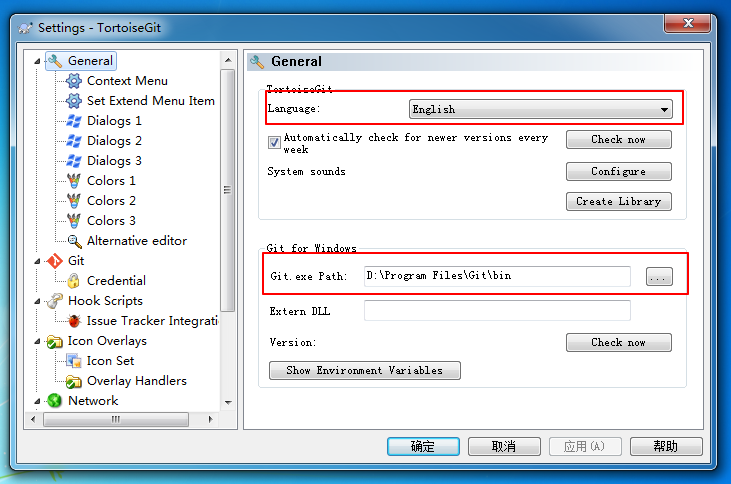 Settings - TortoiseGit
General
Context Menu
Set Extend Menu Item
Dialogs 1
Dialogs 2
Dialogs 3
Colors 1
Colors 2
Colors 3
Alternative editor
Git
Credential
Hook Scripts
Issue Tracker Integrati
Icon Overlays
Icon Set
Overlay Handlers
Network
General
TortoiseGit
Language: English
Automatically check for newer versions every
week
Check now
System sounds Configure
Create Library
Git for Windows
Git.exe Path: D:\Program Files\Git\bin ...
Extern DLL
Version: Check now
Show Environment Variables
确定 取消 应用(A) 帮助